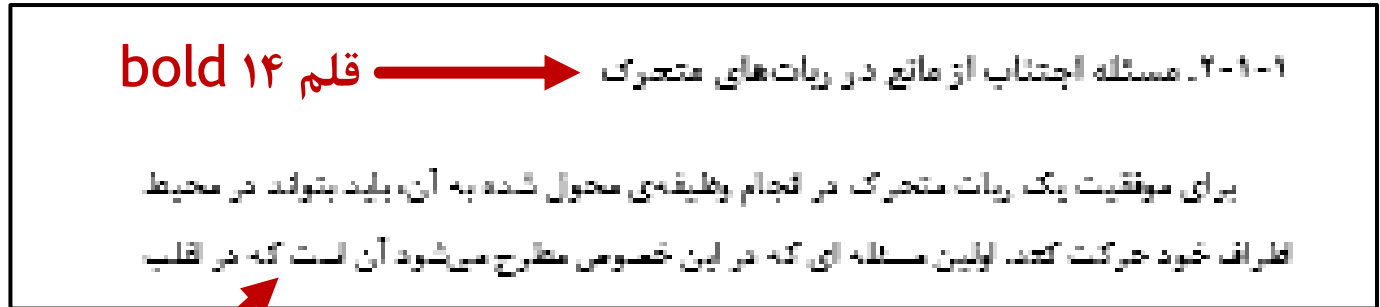 ۲-۱-۱. مسئله اجتناب از مانع در ربات‌های متحرک
قلم ۱۴ bold
برای موفقیت یک ربات متحرک در انجام وظیفه‌ی محول شده به آن، باید بتواند در محیط
اطراف خود حرکت کند. اولین مسئله ای که در این خصوص مطرح می‌شود آن است که در اغلب